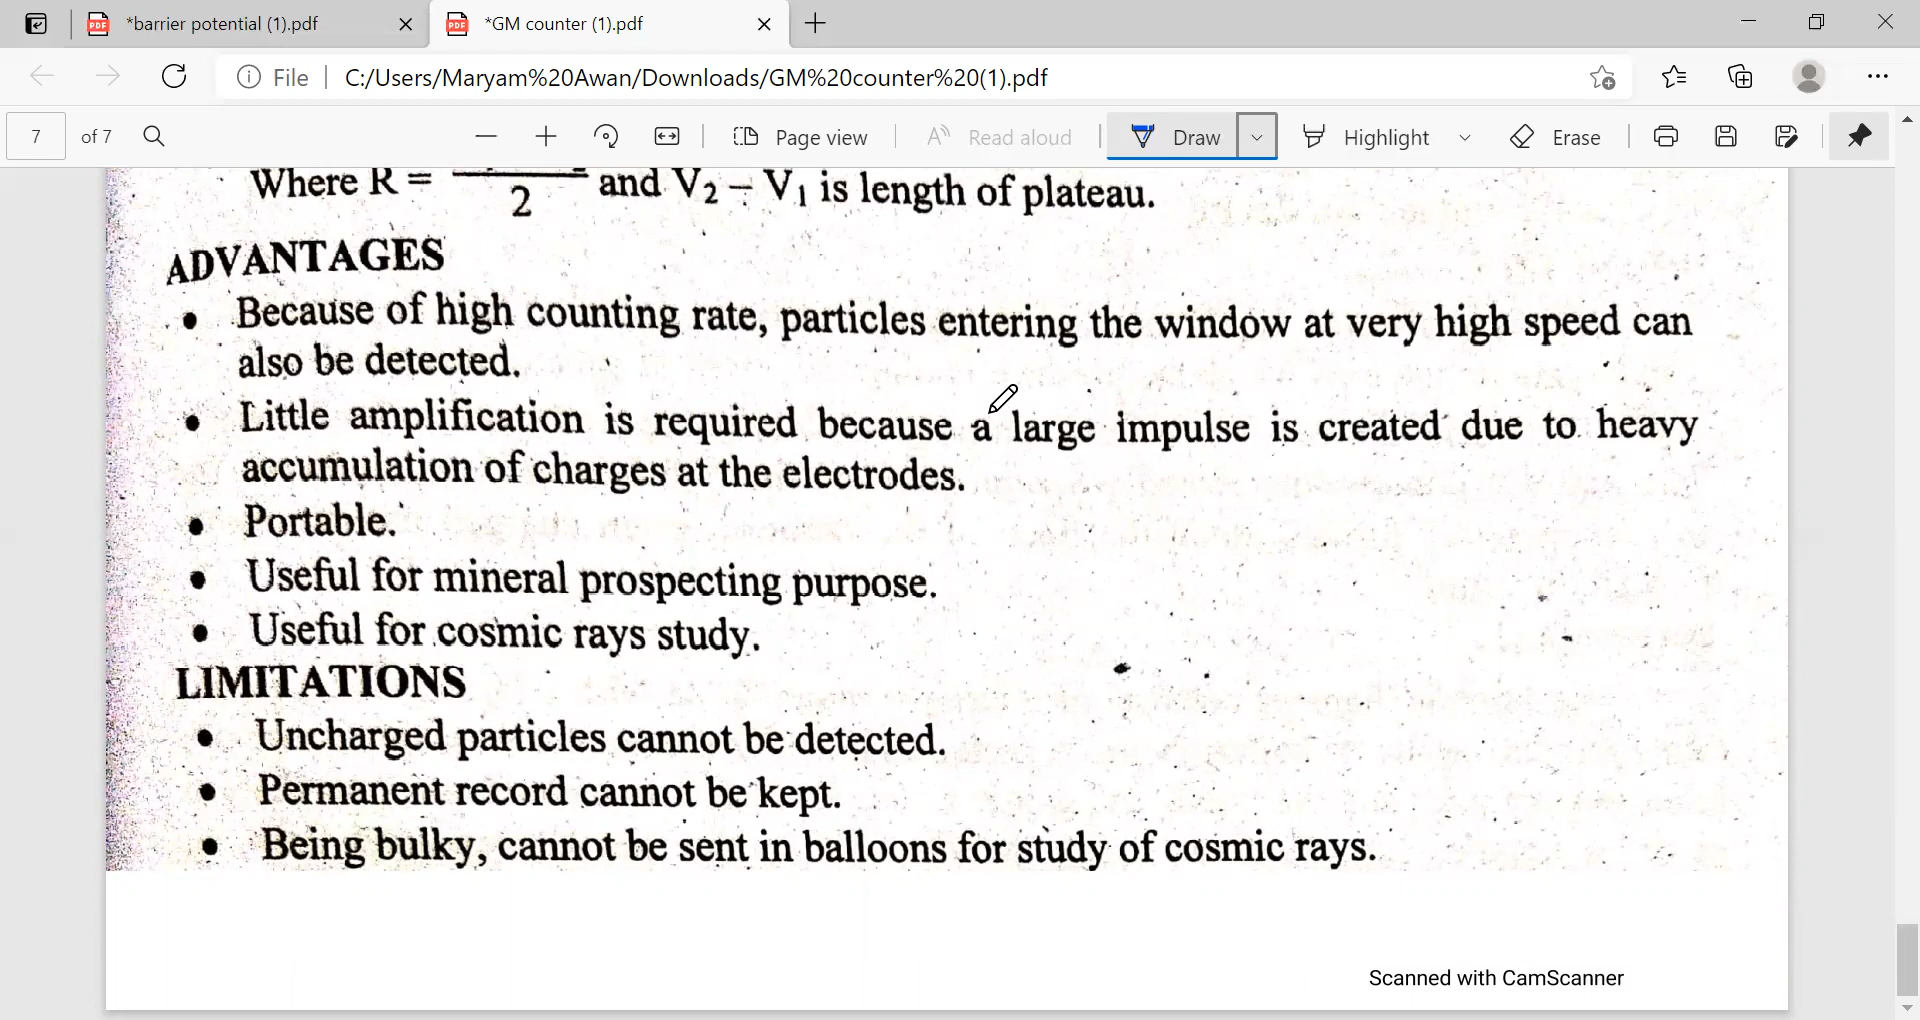 *barrier potential (1).pdf
*GM counter (1).pdf
File
C:/Users/Maryam%20Awan/Downloads/GM%20counter%20(1).pdf
7 of 7
Page view
Read aloud
Draw
Highlight
Erase
Where R = 2 and V2 – V1 is length of plateau.
ADVANTAGES
• Because of high counting rate, particles entering the window at very high speed can
also be detected.
• Little amplification is required because a large impulse is created due to heavy
accumulation of charges at the electrodes.
• Portable.
• Useful for mineral prospecting purpose.
• Useful for cosmic rays study.
LIMITATIONS
• Uncharged particles cannot be detected.
• Permanent record cannot be kept.
• Being bulky, cannot be sent in balloons for study of cosmic rays.
Scanned with CamScanner